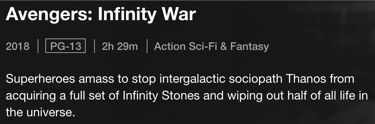 Avengers: Infinity War
2018 | PG-13 | 2h 29m | Action Sci-Fi & Fantasy
Superheroes amass to stop intergalactic sociopath Thanos from
acquiring a full set of Infinity Stones and wiping out half of all life in
the universe.